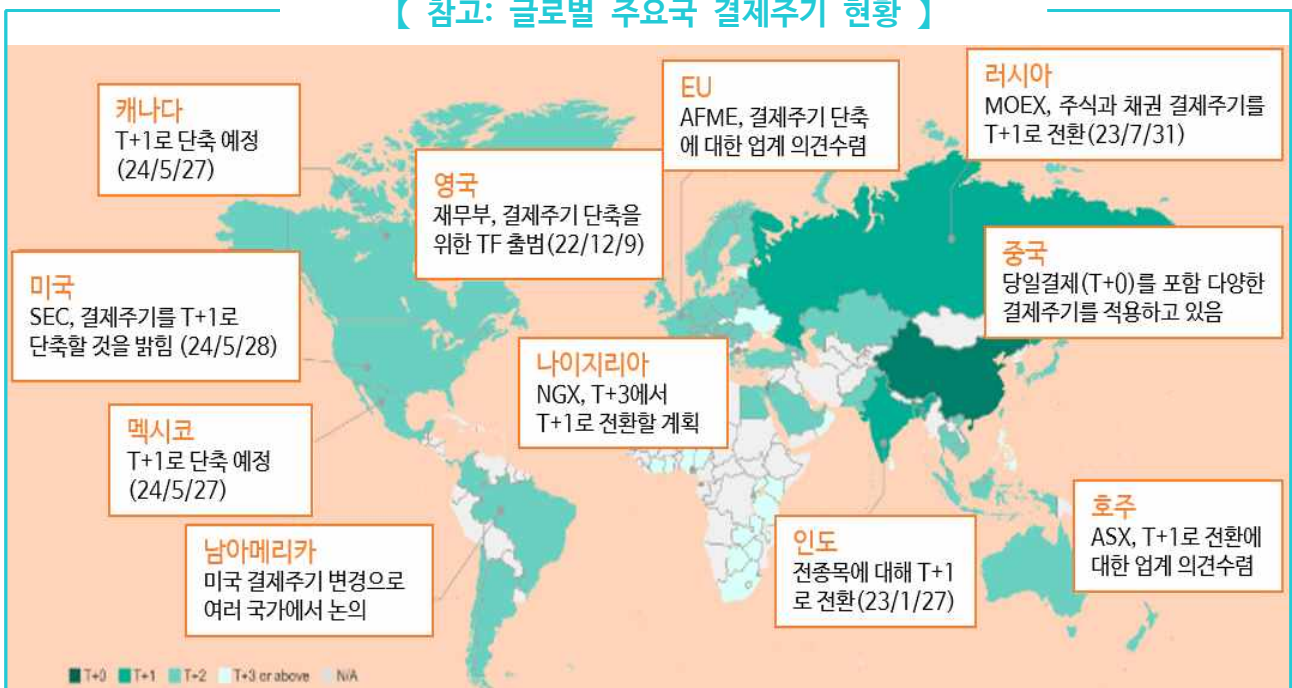 【 참고: 글로벌 주요국 결제주기 현황 】
캐나다
T+1로 단축 예정
(24/5/27)
영국
재무부, 결제주기 단축을
위한 TF 출범(22/12/9)
EU
AFME, 결제주기 단축
에 대한 업계 의견수렴
러시아
MOEX, 주식과 채권 결제주기를
T+1로 전환(23/7/31)
미국
SEC, 결제주기를 T+1로
단축할 것을 밝힘 (24/5/28)
중국
당일결제(T+0)를 포함 다양한
결제주기를 적용하고 있음
나이지리아
NGX, T+3에서
T+1로 전환할 계획
멕시코
T+1로 단축 예정
(24/5/27)
남아메리카
미국 결제주기 변경으로
여러 국가에서 논의
인도
전종목에 대해 T+1
로 전환(23/1/27)
호주
ASX, T+1로 전환에
대한 업계 의견수렴
T+0 T+1 T+2 T+3 or above N/A